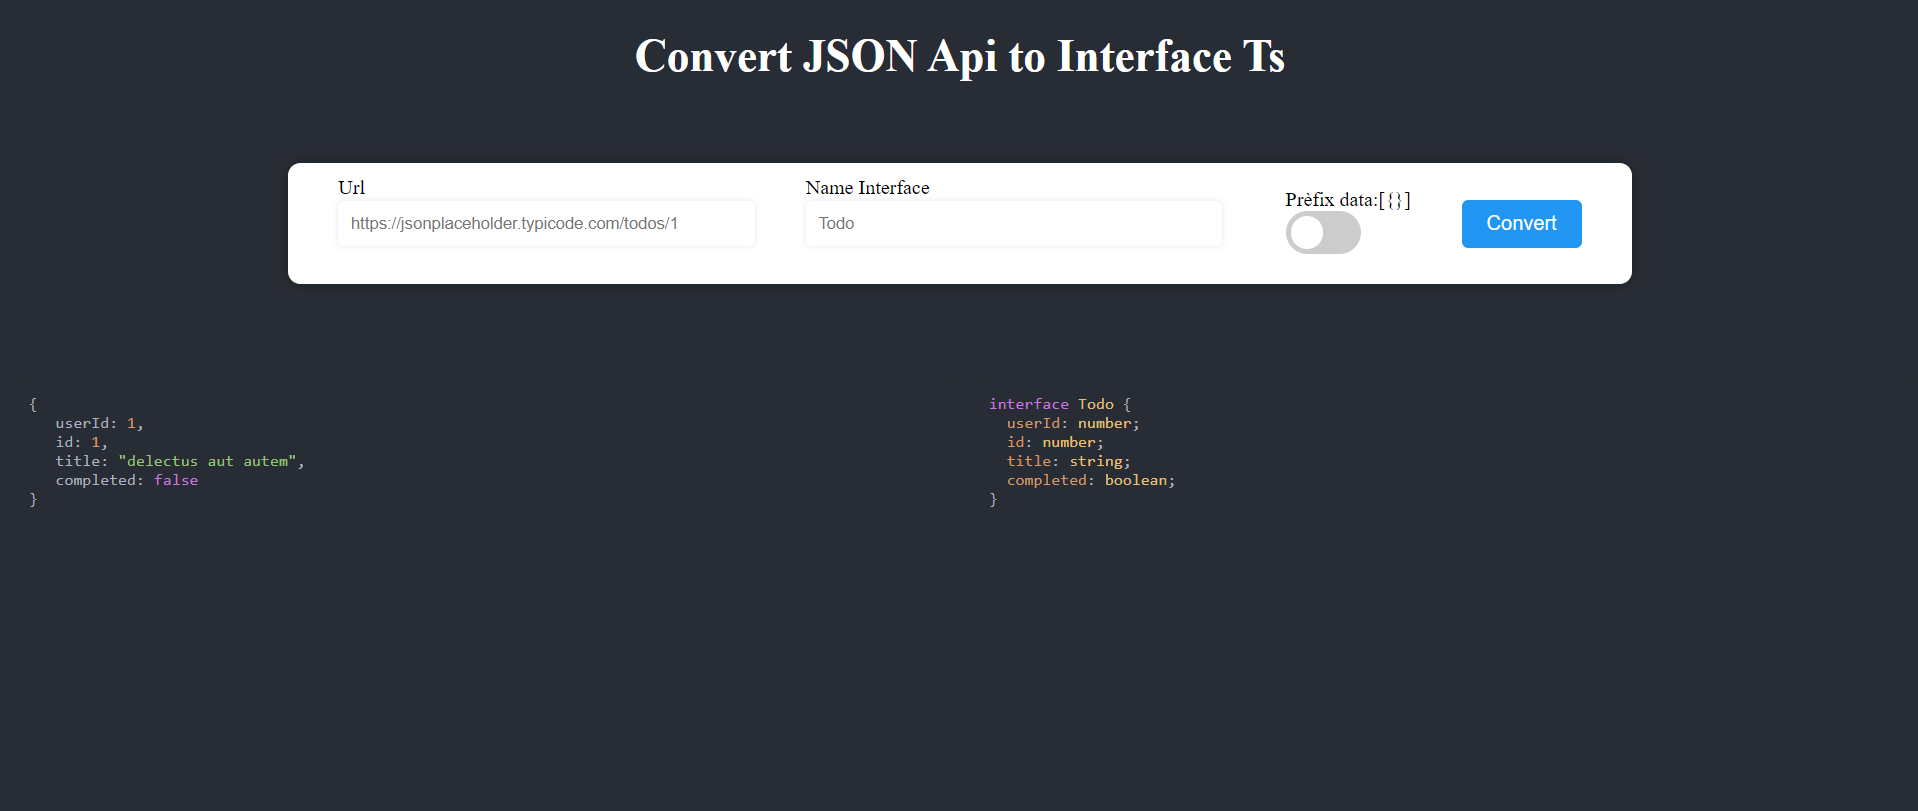 Convert JSON Api to Interface Ts
Url
https://jsonplaceholder.typicode.com/todos/1
Name Interface
Todo
Prèfix data:[{}]
Convert
{
   userId: 1,
   id: 1,
   title: "delectus aut autem",
   completed: false
}
interface Todo {
  userId: number;
  id: number;
  title: string;
  completed: boolean;
}